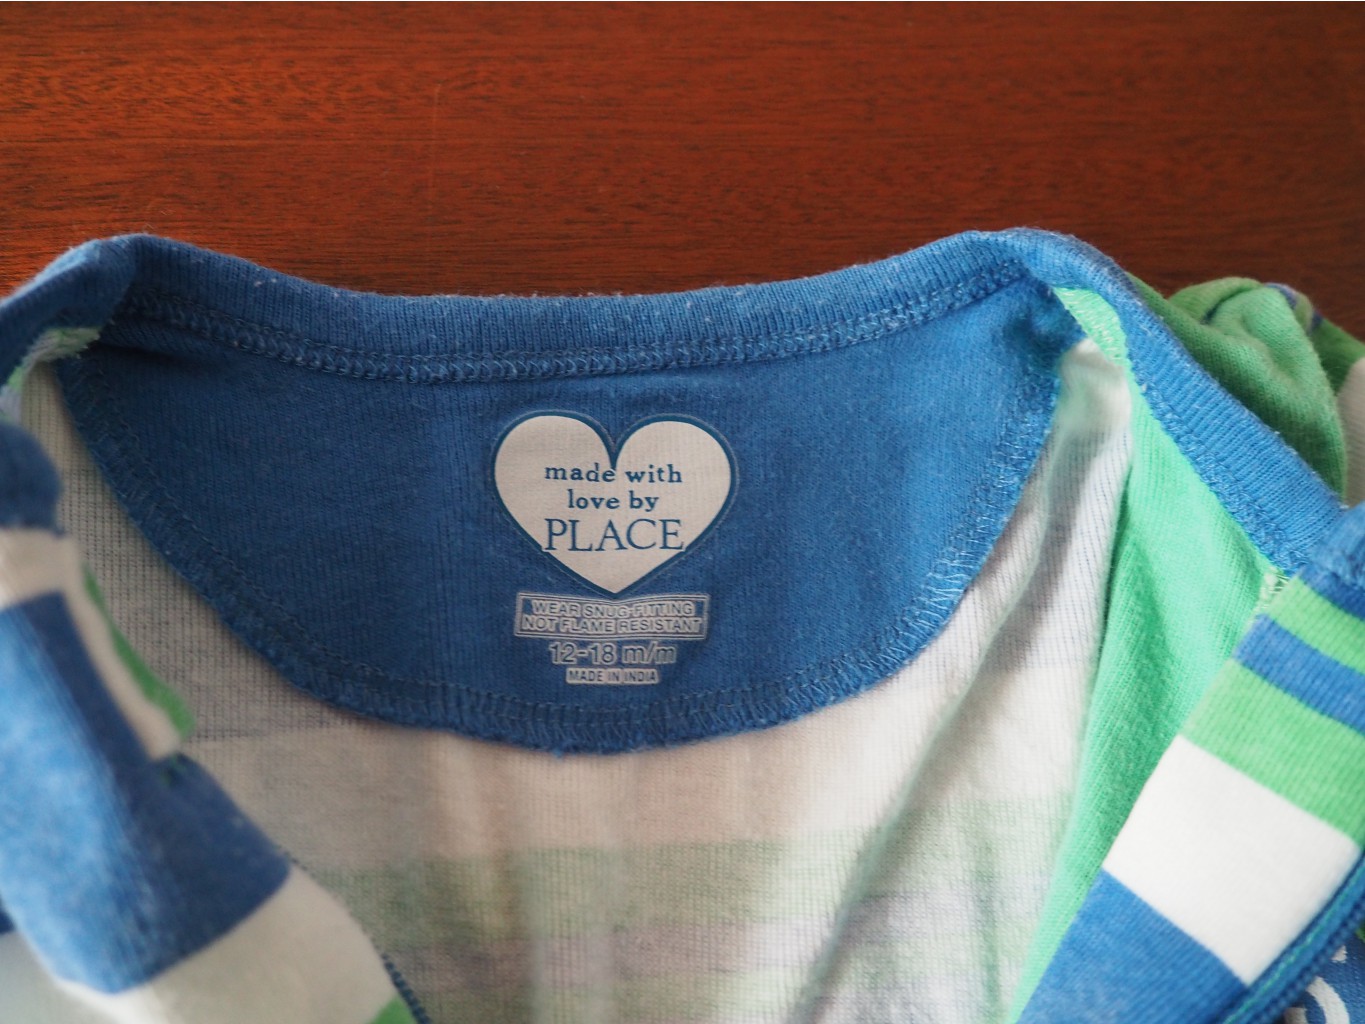 made with
love by
PLACE
WEAR SNUG-FITTING
NOT FLAME RESISTANT
12-18 m/m
MADE IN INDIA